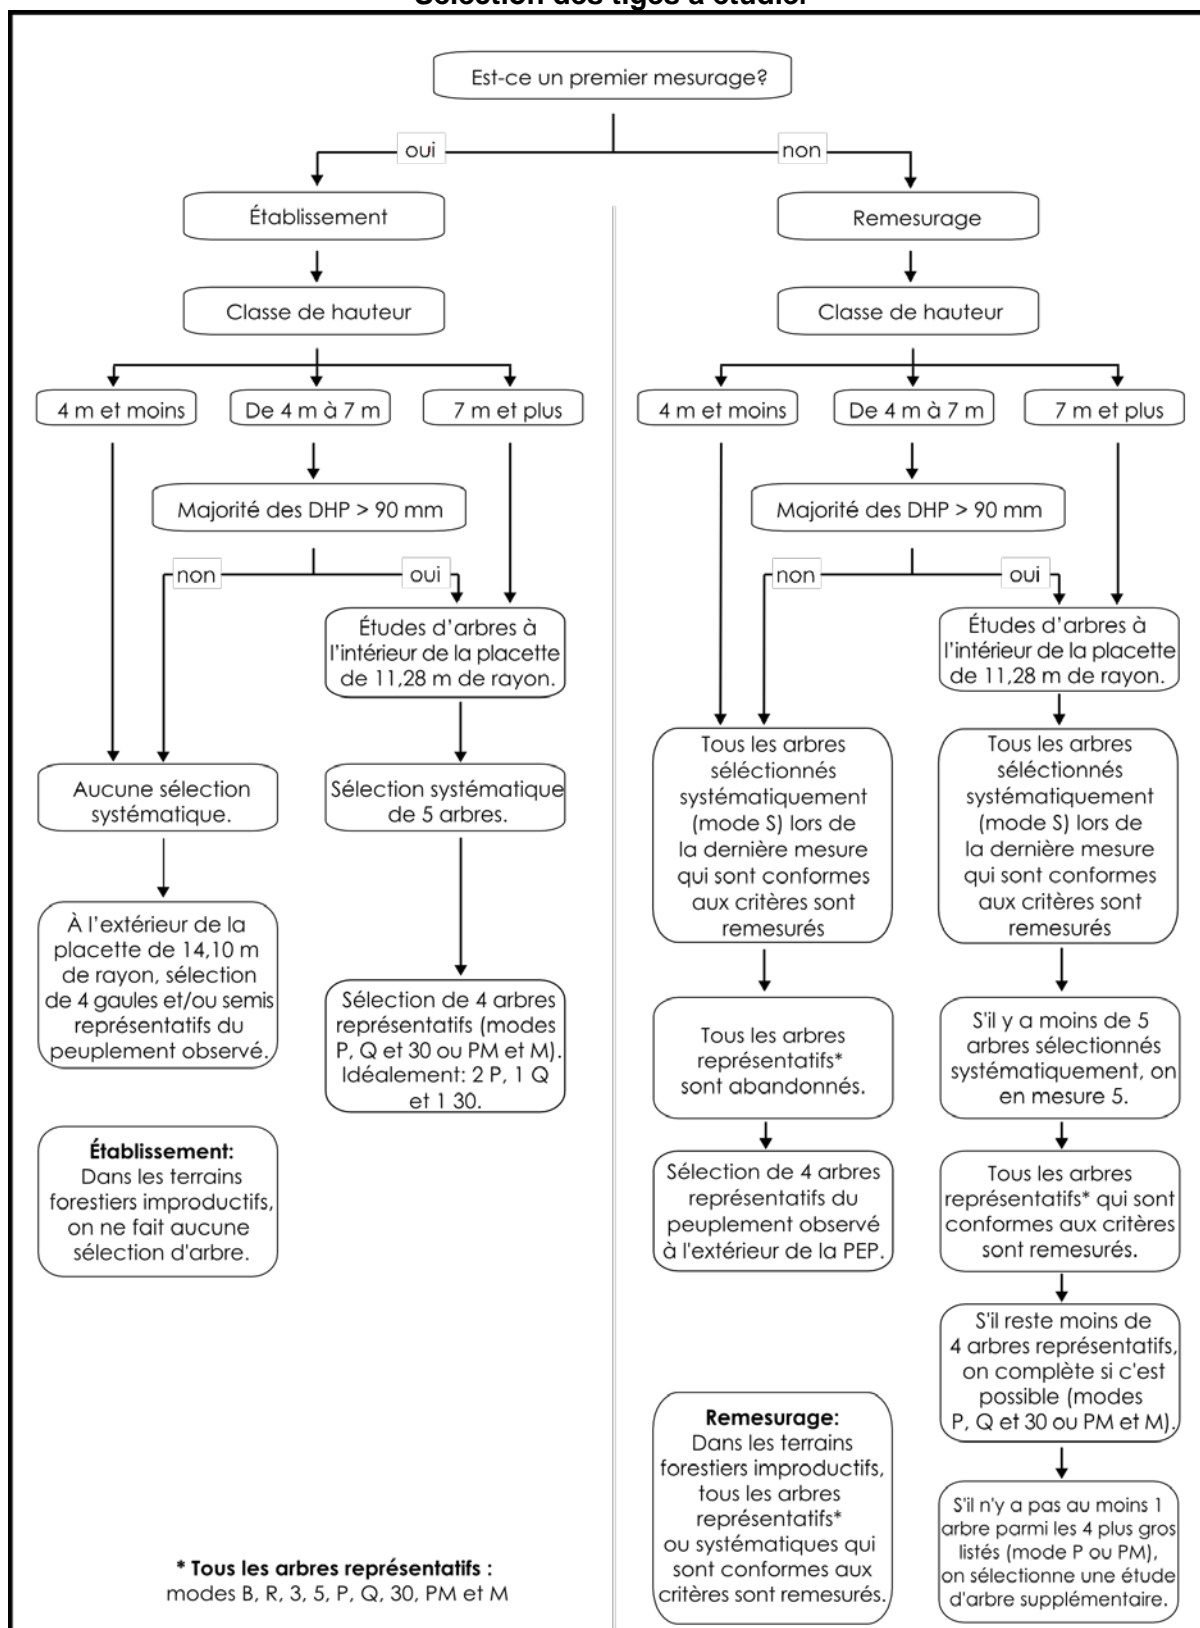 Sélection des tiges à étudier
Est-ce un premier mesurage?
oui
non
Établissement
Remesurage
Classe de hauteur
Classe de hauteur
4 m et moins
De 4 m à 7 m
7 m et plus
4 m et moins
De 4 m à 7 m
7 m et plus
Majorité des DHP > 90 mm
Majorité des DHP > 90 mm
non
oui
non
oui
Études d'arbres à
l'intérieur de la placette
de 11,28 m de rayon.
Études d'arbres à
l'intérieur de la placette
de 11,28 m de rayon.
Aucune sélection
systématique.
Sélection systématique
de 5 arbres.
Tous les arbres
séléctionnés
systématiquement
(mode S) lors de
la dernière mesure
qui sont conformes
aux critères sont
remesurés
Tous les arbres
séléctionnés
systématiquement
(mode S) lors de
la dernière mesure
qui sont conformes
aux critères sont
remesurés
À l'extérieur de la
placette de 14,10 m
de rayon, sélection
de 4 gaules et/ou semis
représentatifs du
peuplement observé.
Sélection de 4 arbres
représentatifs (modes
P, Q et 30 ou PM et M).
Idéalement: 2 P, 1 Q
et 1 30.
Tous les arbres
représentatifs*
sont abandonnés.
S'il y a moins de 5
arbres sélectionnés
systématiquement, on
en mesure 5.
Établissement:
Dans les terrains
forestiers improductifs,
on ne fait aucune
sélection d'arbre.
Sélection de 4 arbres
représentatifs du
peuplement observé
à l'extérieur de la PEP.
Tous les arbres
représentatifs* qui sont
conformes aux critères
sont remesurés.
S'il reste moins de
4 arbres représentatifs,
on complète si c'est
possible (modes
P, Q et 30 ou PM et M).
Remesurage:
Dans les terrains
forestiers improductifs,
tous les arbres
représentatifs*
ou systématiques qui
sont conformes aux
critères sont remesurés.
S'il n'y a pas au moins 1
arbre parmi les 4 plus gros
listés (mode P ou PM),
on sélectionne une étude
d'arbre supplémentaire.
* Tous les arbres représentatifs :
modes B, R, 3, 5, P, Q, 30, PM et M